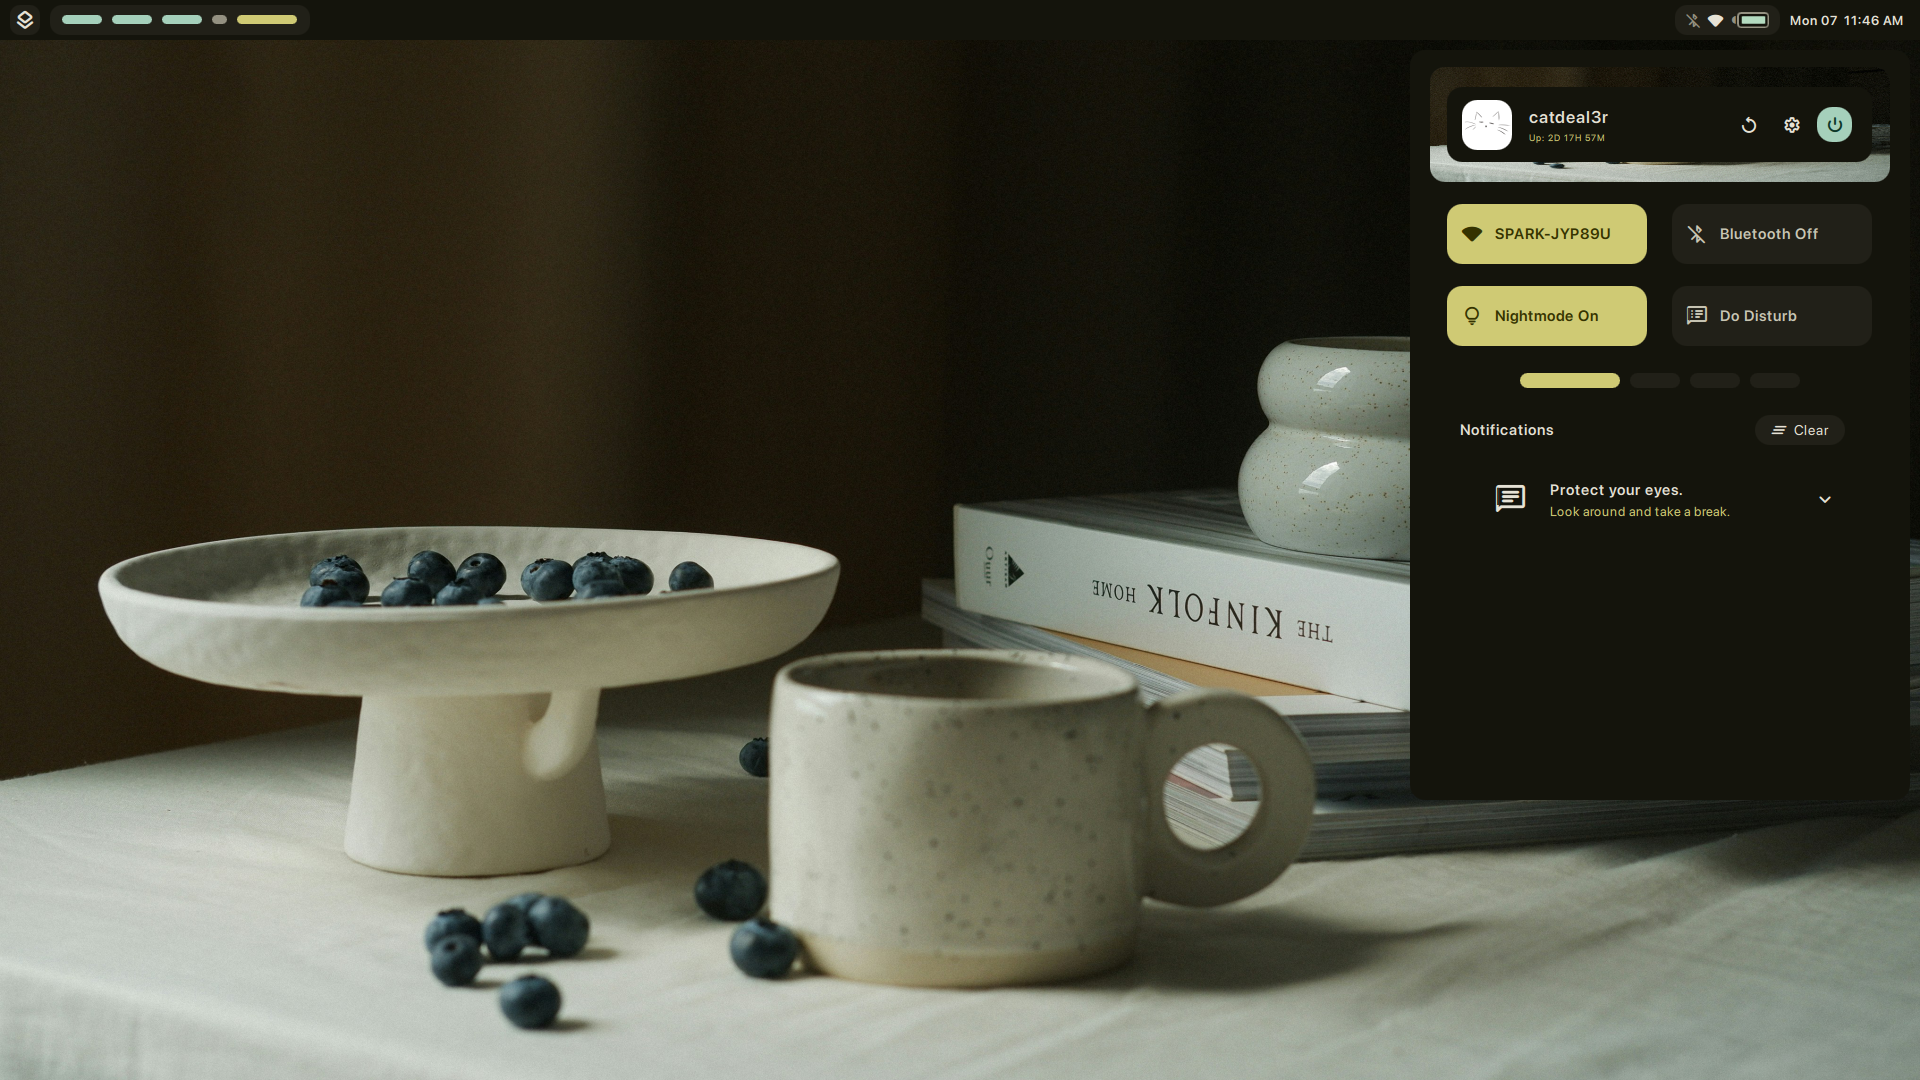 Mon 07 11:46 AM
catdeal3r
Up: 2D 17H 57M
SPARK-JYP89U
Bluetooth Off
Nightmode On
Do Disturb
Notifications
Clear
Protect your eyes.
Look around and take a break.
THE KINFOLK HOME